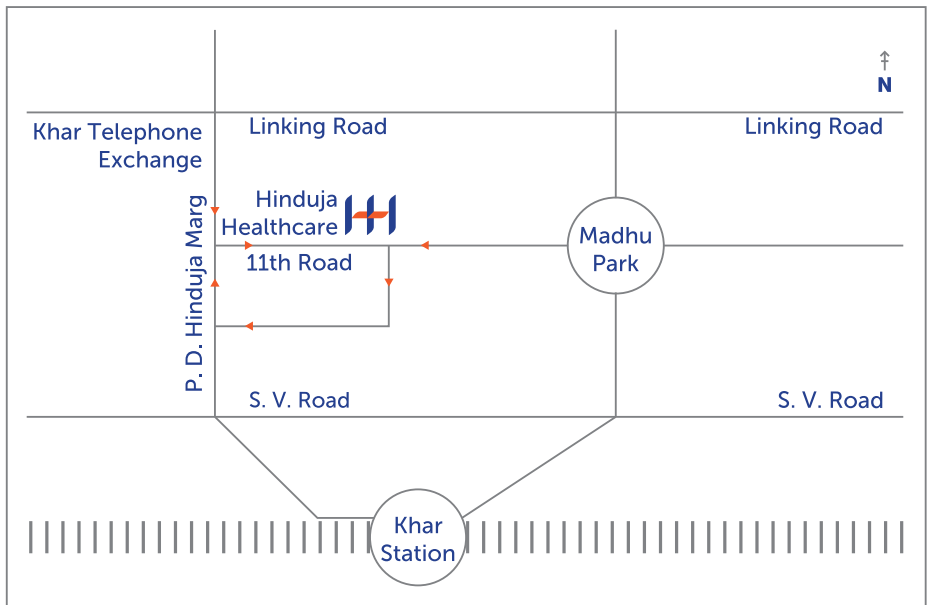 N
Khar Telephone
Exchange
Linking Road
Linking Road
Hinduja
Healthcare
P. D. Hinduja Marg
11th Road
Madhu
Park
S. V. Road
S. V. Road
Khar
Station